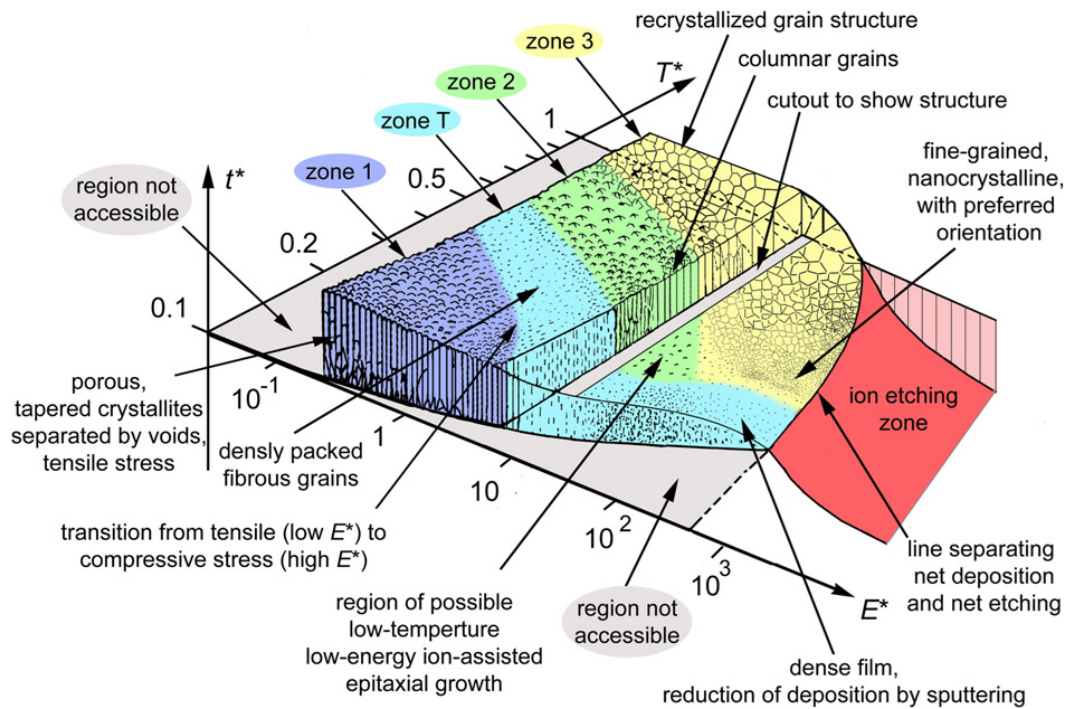 recrystallized grain structure
zone 3
columnar grains
T*
zone 2
cutout to show structure
zone T
1
fine-grained,
nanocrystalline,
with preferred
orientation
zone 1
0.5
region not
accessible
t*
0.2
0.1
10-1
1
10
102
103
E*
porous,
tapered crystallites
separated by voids,
tensile stress
densly packed
fibrous grains
ion etching
zone
transition from tensile (low E*) to
compressive stress (high E*)
region of possible
low-temperture
low-energy ion-assisted
epitaxial growth
region not
accessible
line separating
net deposition
and net etching
dense film,
reduction of deposition by sputtering